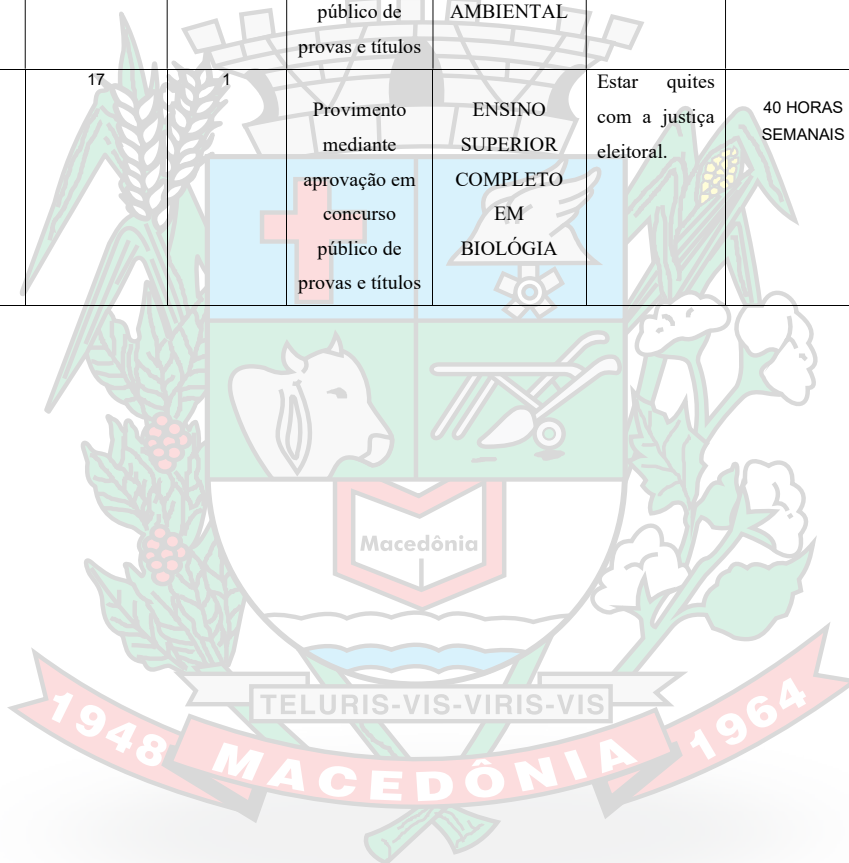 público de
provas e títulos
AMBIENTAL
17
1
Provimento
mediante
aprovação em
concurso
público de
provas e títulos
ENSINO
SUPERIOR
COMPLETO
EM
BIOLÓGIA
Estar quites
com a justiça
eleitoral.
40 HORAS
SEMANAIS
Macedônia
TELURIS-VIS-VIRIS-VIS
1948 MACEDÔNIA 1964